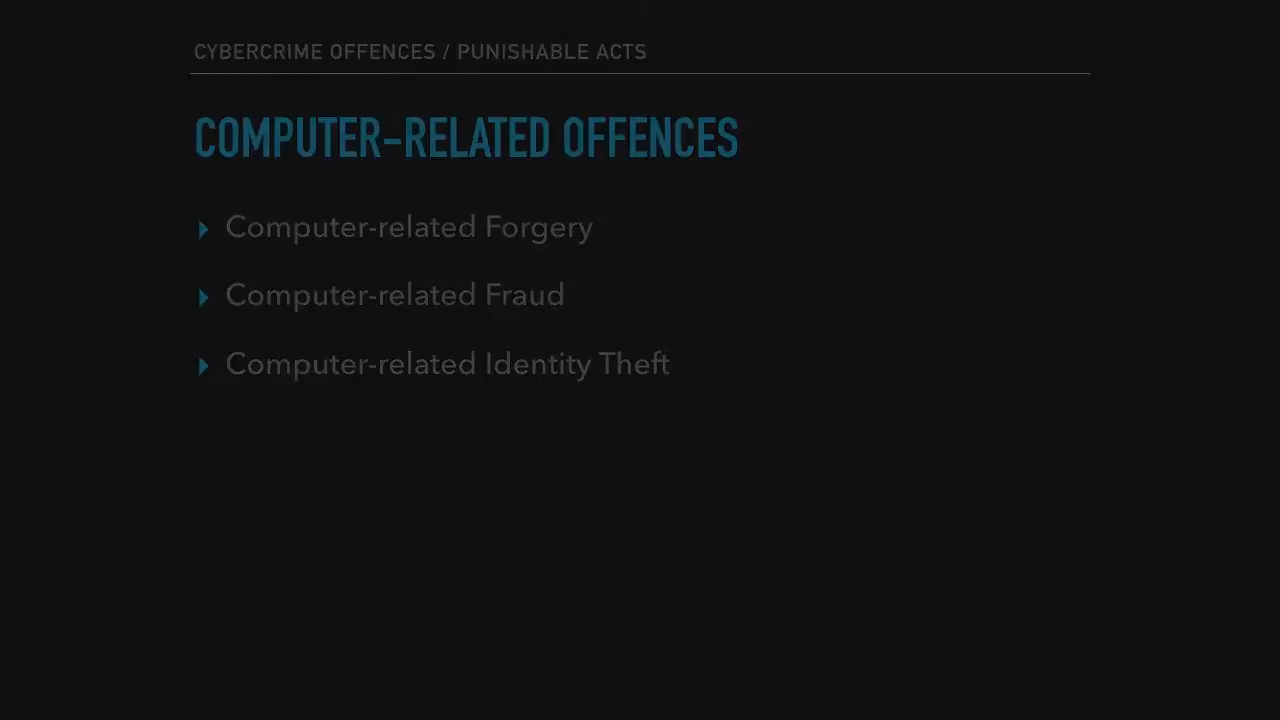 CYBERCRIME OFFENCES / PUNISHABLE ACTS
COMPUTER-RELATED OFFENCES
Computer-related Forgery
Computer-related Fraud
Computer-related Identity Theft